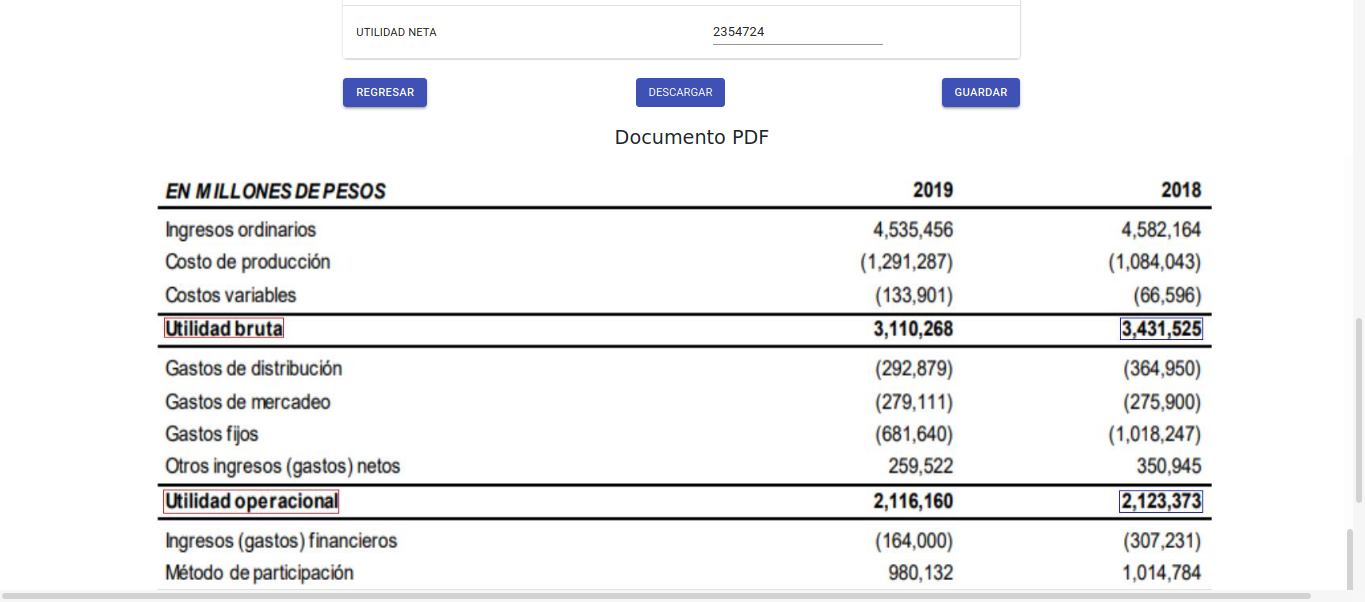 UTILIDAD NETA 2354724
REGRESAR DESCARGAR GUARDAR
Documento PDF
EN MILLONES DE PESOS 2019 2018
Ingresos ordinarios 4,535,456 4,582,164
Costo de producción (1,291,287) (1,084,043)
Costos variables (133,901) (66,596)
Utilidad bruta 3,110,268 3,431,525
Gastos de distribución (292,879) (364,950)
Gastos de mercadeo (279,111) (275,900)
Gastos fijos (681,640) (1,018,247)
Otros ingresos (gastos) netos 259,522 350,945
Utilidad operacional 2,116,160 2,123,373
Ingresos (gastos) financieros (164,000) (307,231)
Método de participación 980,132 1,014,784